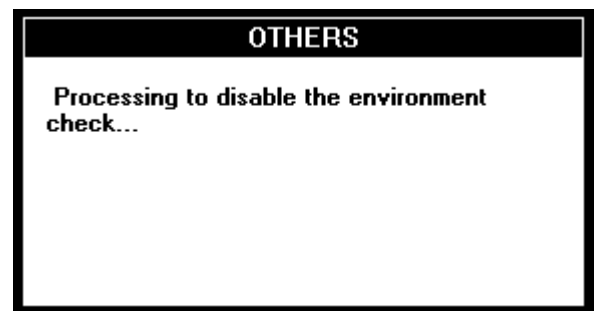 OTHERS
Processing to disable the environment
check...